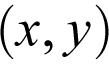 (x, y)